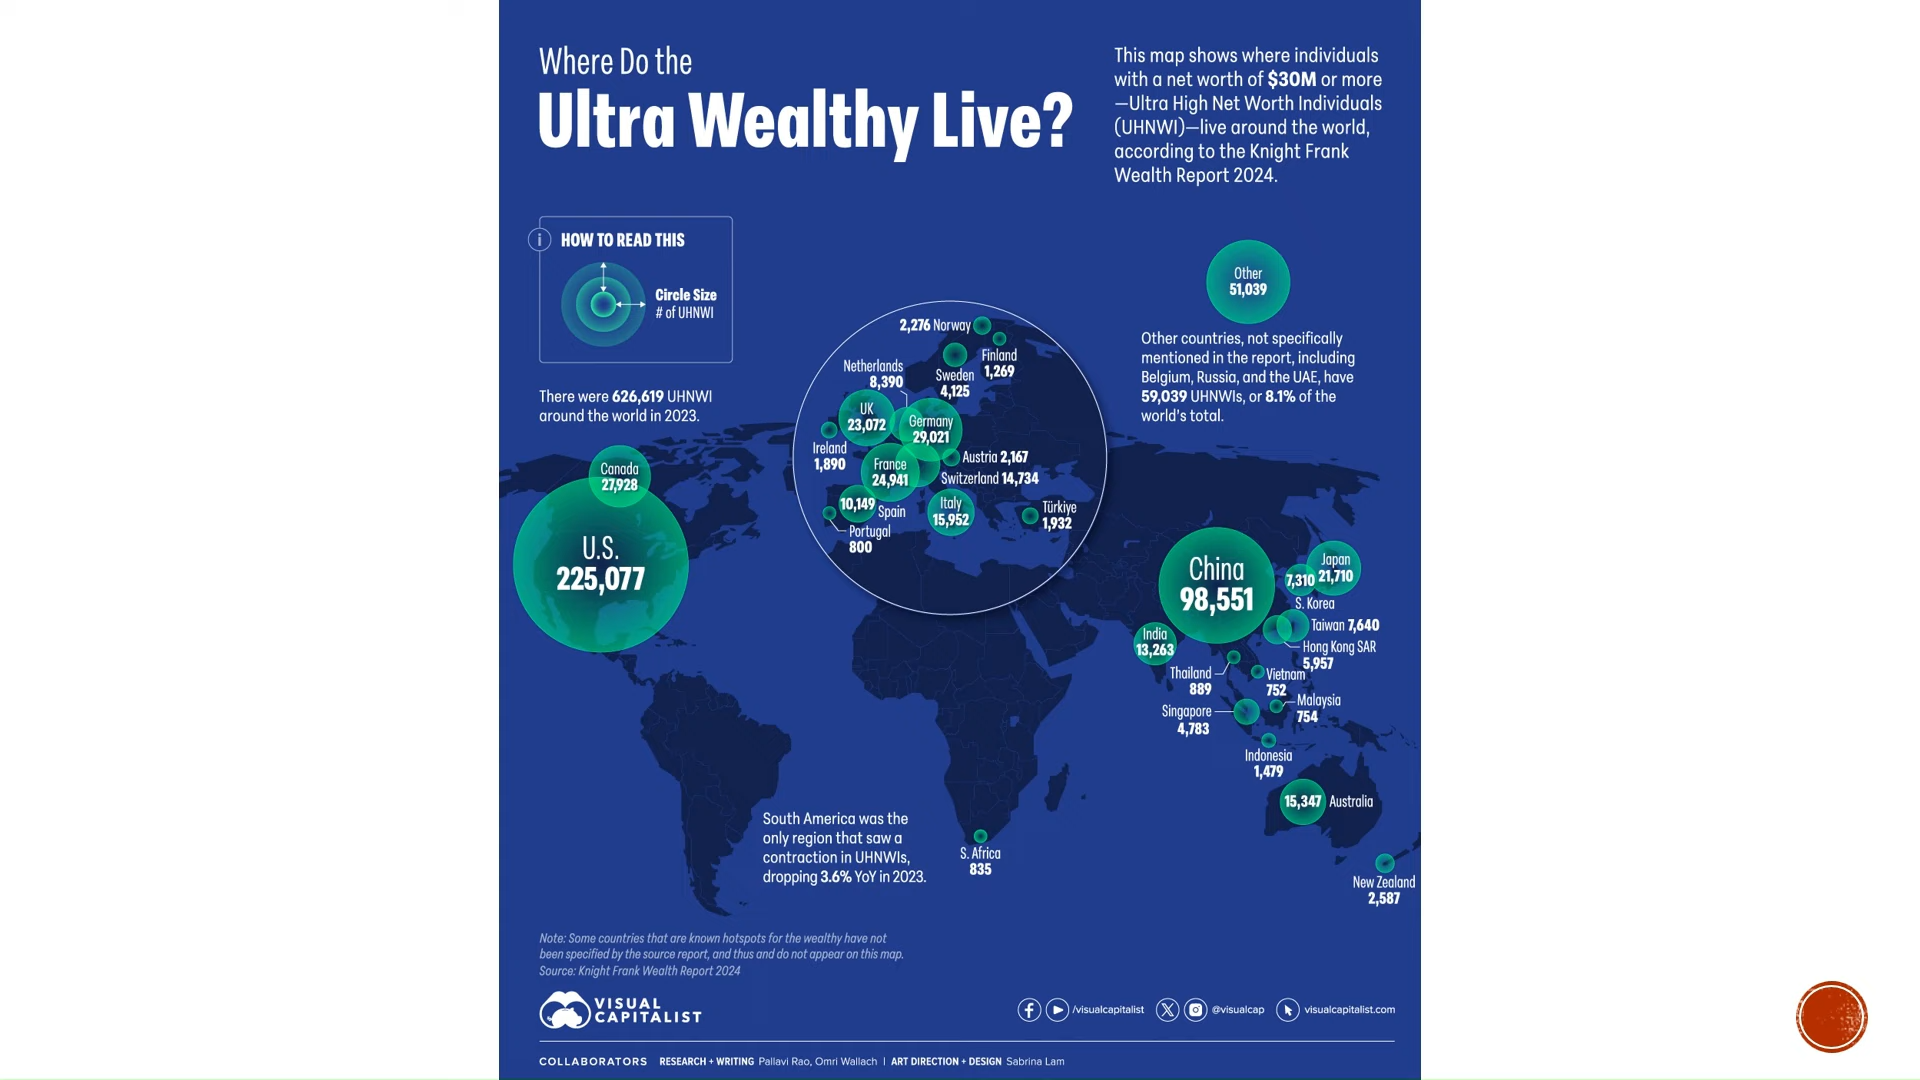 Where Do the
Ultra Wealthy Live?
This map shows where individuals
with a net worth of $30M or more
—Ultra High Net Worth Individuals
(UHNWI)—live around the world,
according to the Knight Frank
Wealth Report 2024.
i
HOW TO READ THIS
Circle Size
# of UHNWI
There were 626,619 UHNWI
around the world in 2023.
Other
51,039
Other countries, not specifically
mentioned in the report, including
Belgium, Russia, and the UAE, have
59,039 UHNWIs, or 8.1% of the
world's total.
Canada
27,928
U.S.
225,077
2,276 Norway
Finland
1,269
Sweden
4,125
Netherlands
8,390
UK
23,072
Germany
29,021
Ireland
1,890
France
24,941
Austria 2,167
Switzerland 14,734
10,149 Spain
Italy
15,952
Türkiye
1,932
Portugal
800
China
98,551
Japan
21,710
7,310
S. Korea
Taiwan 7,640
Hong Kong SAR
5,957
India
13,263
Thailand
889
Vietnam
752
Malaysia
754
Singapore
4,783
Indonesia
1,479
15,347 Australia
New Zealand
2,587
S. Africa
835
South America was the
only region that saw a
contraction in UHNWIs,
dropping 3.6% YoY in 2023.
Note: Some countries that are known hotspots for the wealthy have not
been specified by the source report, and thus and do not appear on this map.
Source: Knight Frank Wealth Report 2024
VISUAL
CAPITALIST
/visualcapitalist @visualcap visualcapitalist.com
COLLABORATORS RESEARCH + WRITING Pallavi Rao, Omri Wallach | ART DIRECTION + DESIGN Sabrina Lam